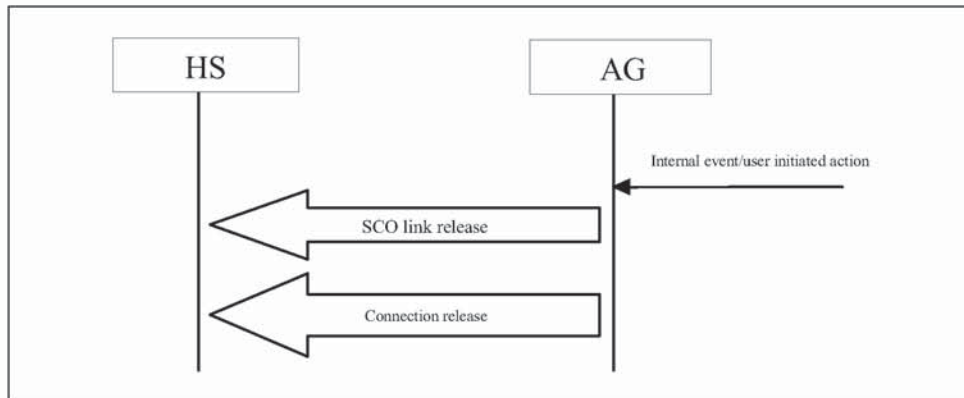 HS
AG
Internal event/user initiated action
SCO link release
Connection release